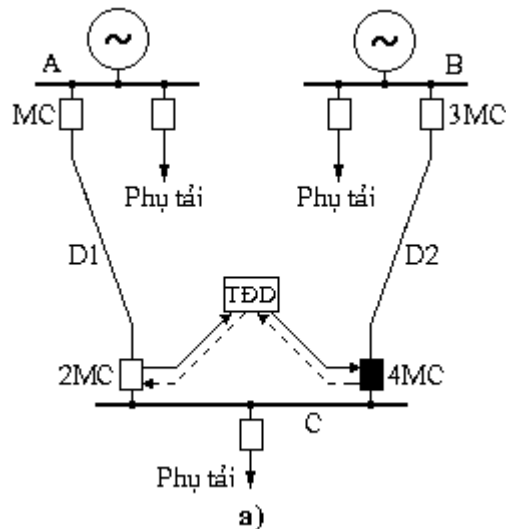 ~
~
A
B
MC
3MC
Phụ tải
Phụ tải
D1
D2
TĐD
2MC
4MC
C
Phụ tải
a)